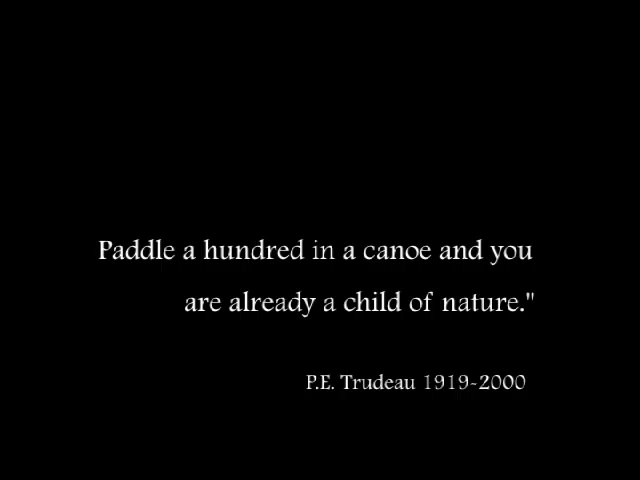 Paddle a hundred in a canoe and you
are already a child of nature."
P.E. Trudeau 1919-2000